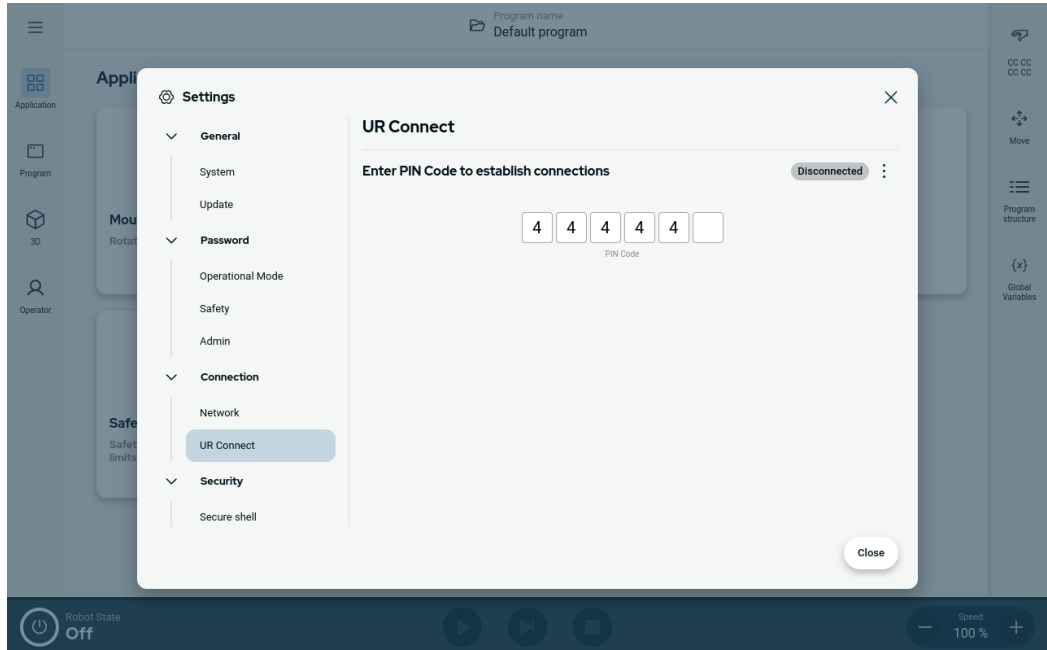 Program name
Default program
Application
Program
3D
Operator
Appli
Mou
Rotat
Safe
Safet
limits
Settings
General
System
Update
Password
Operational Mode
Safety
Admin
Connection
Network
UR Connect
Security
Secure shell
UR Connect
Enter PIN Code to establish connections
Disconnected
4 4 4 4 4
PIN Code
Close
CC CC
CC CC
Move
Program
structure
{x}
Global
Variables
Robot State
Off
Speed
100 %